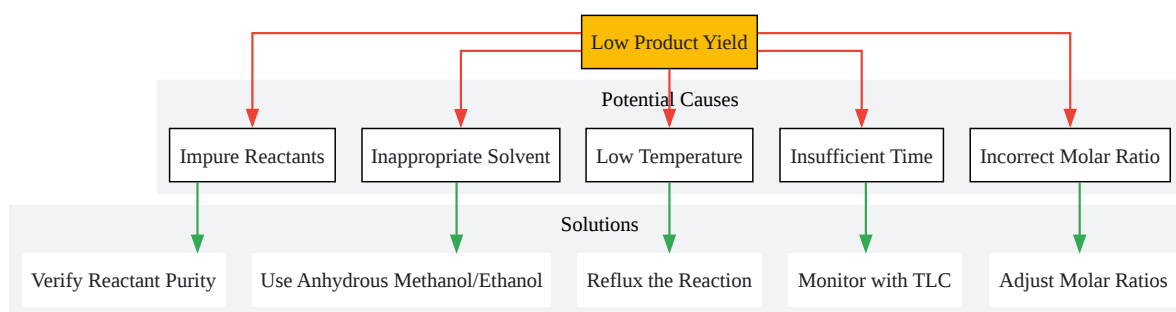 Low Product Yield
Potential Causes
Impure Reactants
Inappropriate Solvent
Low Temperature
Insufficient Time
Incorrect Molar Ratio
Solutions
Verify Reactant Purity
Use Anhydrous Methanol/Ethanol
Reflux the Reaction
Monitor with TLC
Adjust Molar Ratios